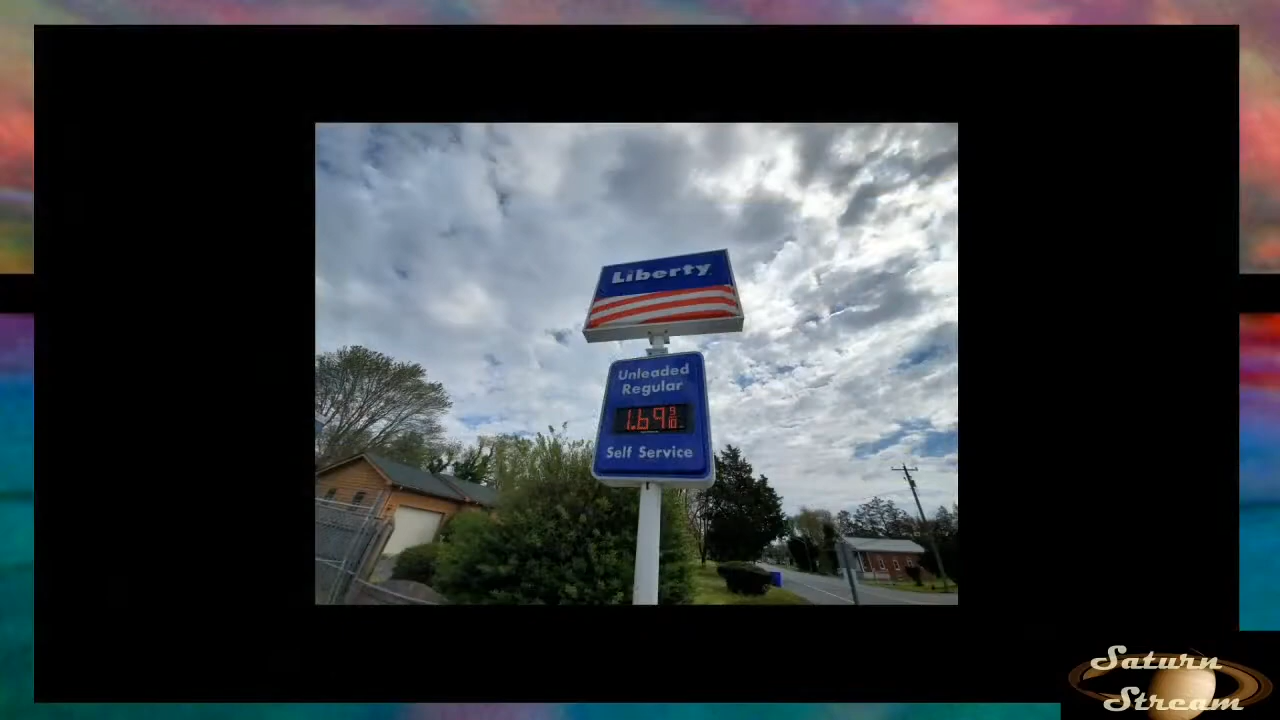 Liberty
Unleaded
Regular
1.69 9/10
Self Service
Saturn
Stream